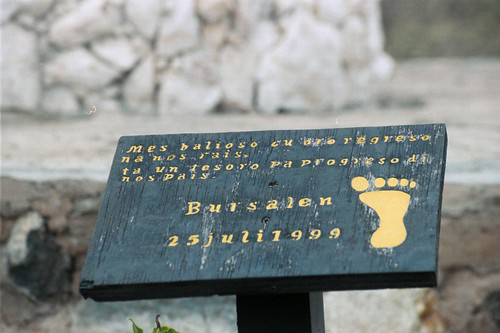 Mes balioso cu oro regreso
na nos rais.
ta un tesoro pa progreso di
nos Pais.
Bursalen
25 juli 1999